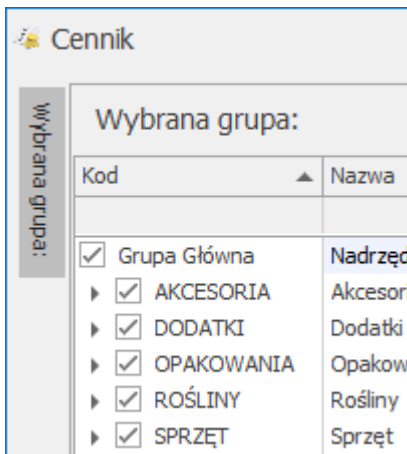 Cennik
Wybrana grupa:
Wybrana grupa:
Kod Nazwa
Grupa Główna
AKCESORIA
DODATKI Dodatki
OPAKOWANIA
ROŚLINY Rośliny
SPRZĘT Sprzęt